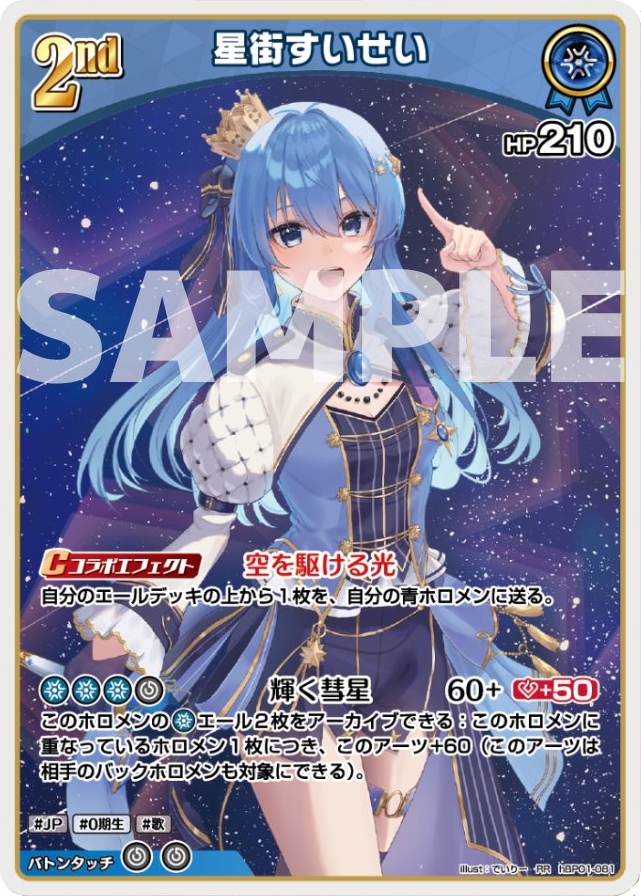 2nd
星街すいせい
HP210
SAMPLE
Cコラボエフェクト 空を駆ける光
自分のエールデッキの上から1枚を、自分の青ホロメンに送る。
輝く彗星 60+ +50
このホロメンのエール2枚をアーカイブできる：このホロメンに
重なっているホロメン1枚につき、このアーツ+60（このアーツは
相手のバックホロメンも対象にできる）。
#JP #0期生 #歌
バトンタッチ
illust：でぃりー RR hBP01-081